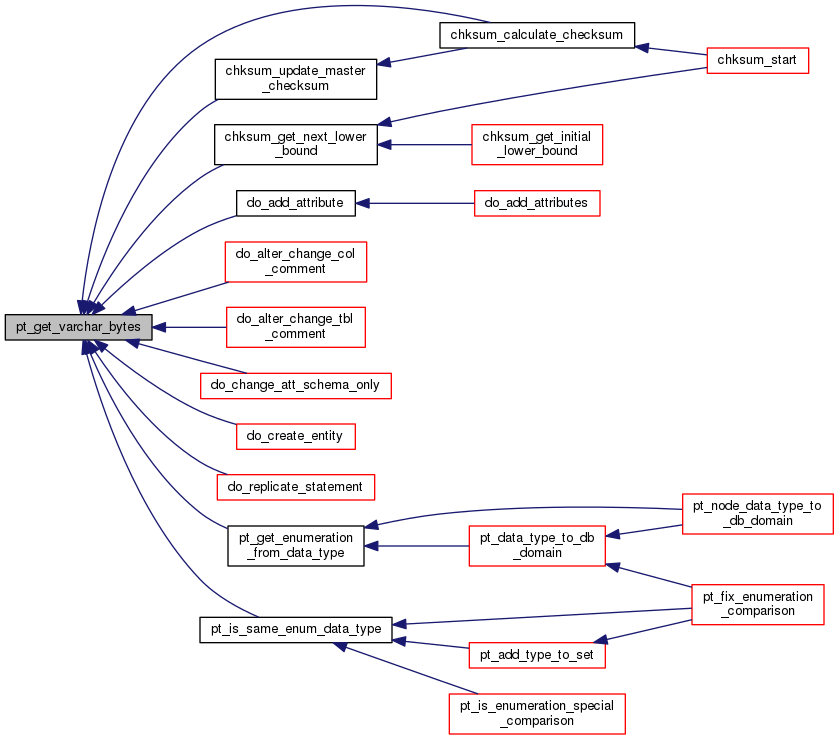 chksum_calculate_checksum
chksum_start
chksum_update_master
_checksum
chksum_get_next_lower
_bound
chksum_get_initial
_lower_bound
do_add_attribute
do_add_attributes
do_alter_change_col
_comment
pt_get_varchar_bytes
do_alter_change_tbl
_comment
do_change_att_schema_only
do_create_entity
do_replicate_statement
pt_get_enumeration
_from_data_type
pt_data_type_to_db
_domain
pt_node_data_type_to
_db_domain
pt_is_same_enum_data_type
pt_fix_enumeration
_comparison
pt_add_type_to_set
pt_is_enumeration_special
_comparison